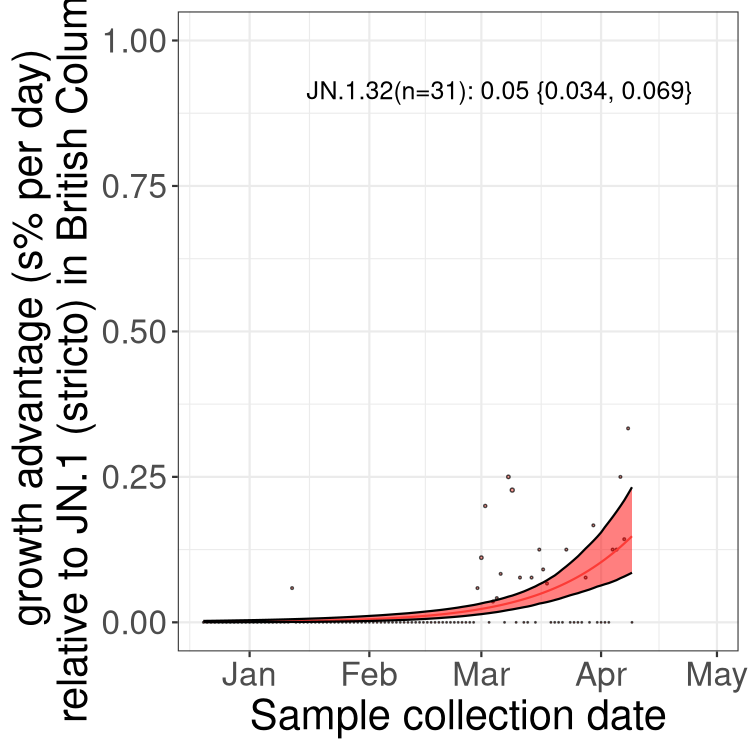 growth advantage (s% per day)
relative to JN.1 (stricto) in British Colum
1.00
0.75
0.50
0.25
0.00
JN.1.32(n=31): 0.05 {0.034, 0.069}
Jan Feb Mar Apr May
Sample collection date